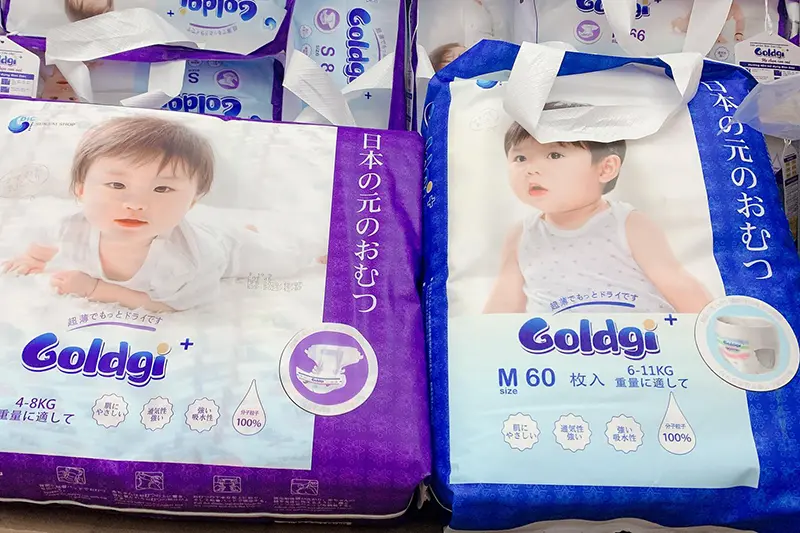 Goldgi
S
Goldgi
S
Goldgi
66
Goldgi
日本の元のおむつ
超薄でもっとドライです
Goldgi+
4-8KG
重量に適して
肌に
やさしい
通気性
強い
強い
吸水性
分子粒子
100%
日本の元のおむつ
超薄でもっとドライです
Goldgi+
M 60 枚入
size
6-11KG
重量に適して
肌に
やさしい
通気性
強い
強い
吸水性
分子粒子
100%